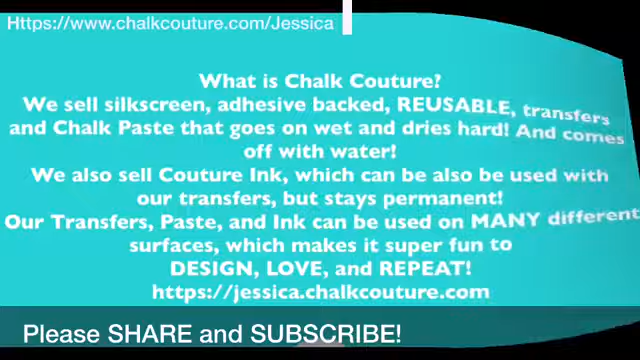 Https://www.chalkcouture.com/Jessica
What is Chalk Couture?
We sell silkscreen, adhesive backed, REUSABLE, transfers
and Chalk Paste that goes on wet and dries hard! And comes
off with water!
We also sell Couture Ink, which can be also be used with
our transfers, but stays permanent!
Our Transfers, Paste, and Ink can be used on MANY different
surfaces, which makes it super fun to
DESIGN, LOVE, and REPEAT!
https://jessica.chalkcouture.com
Please SHARE and SUBSCRIBE!